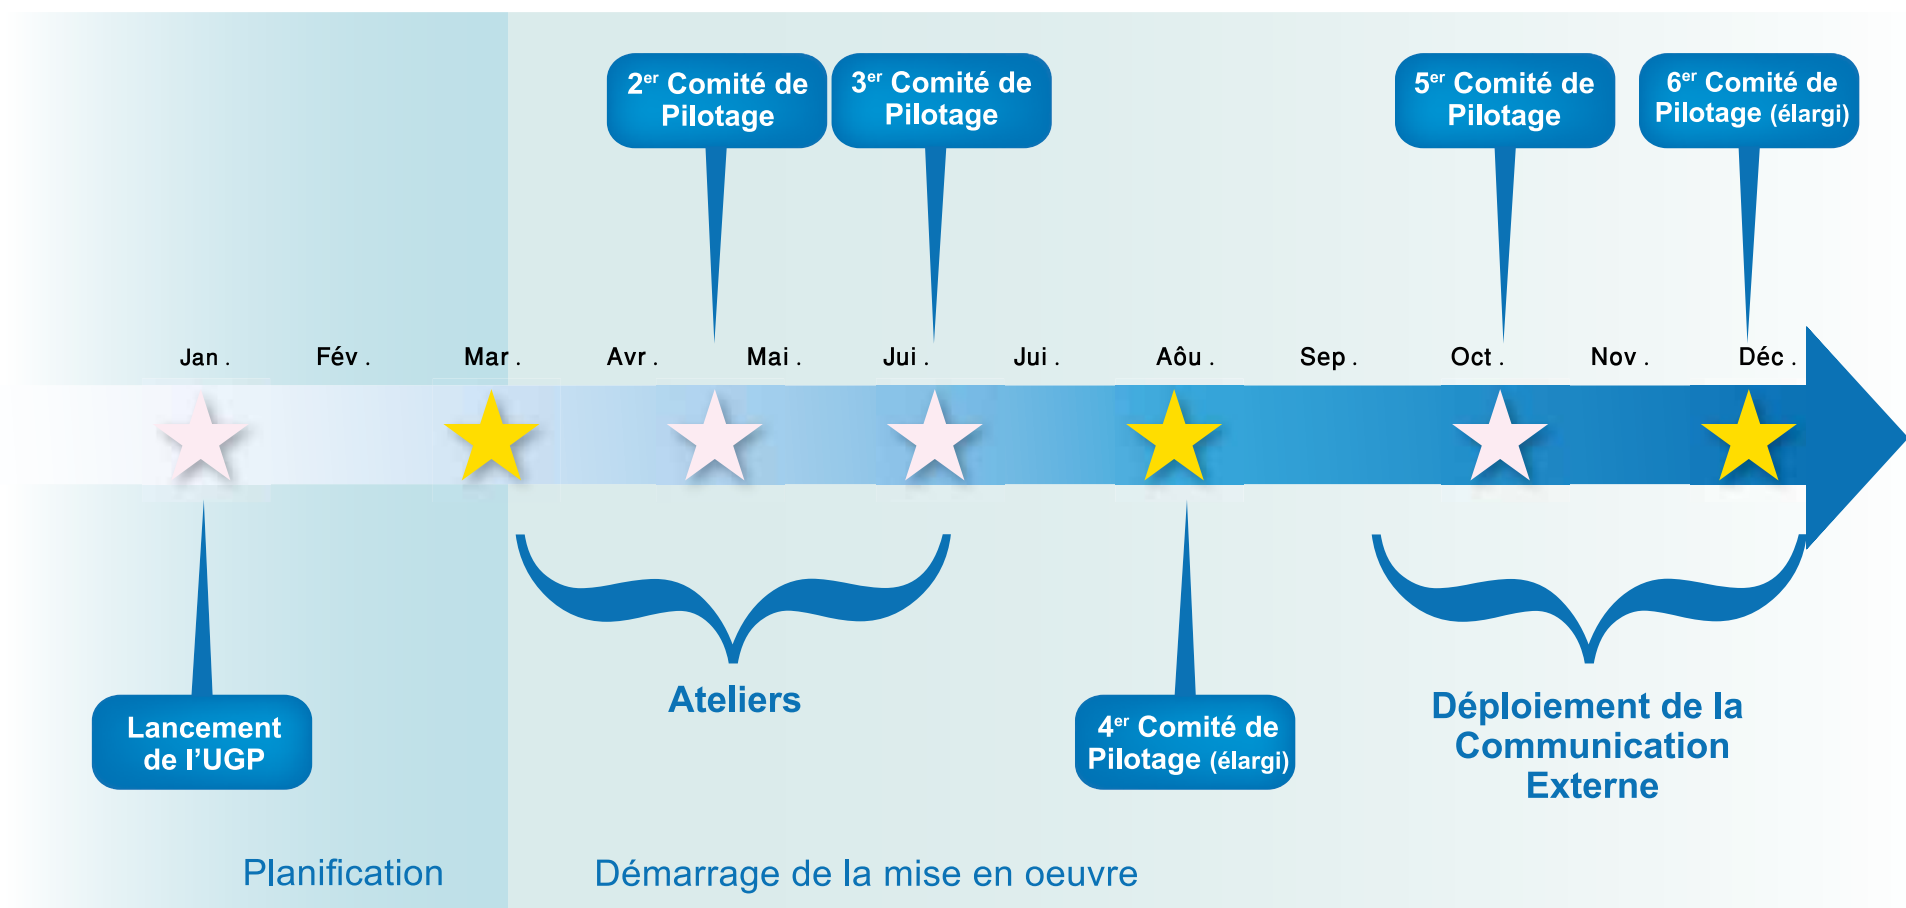 2er Comité de
Pilotage
3er Comité de
Pilotage
5er Comité de
Pilotage
6er Comité de
Pilotage (élargi)
Jan . Fév . Mar . Avr . Mai . Jui . Jui . Aôu . Sep . Oct . Nov . Déc .
Lancement
de l’UGP
Ateliers
4er Comité de
Pilotage (élargi)
Déploiement de la
Communication
Externe
Planification
Démarrage de la mise en oeuvre